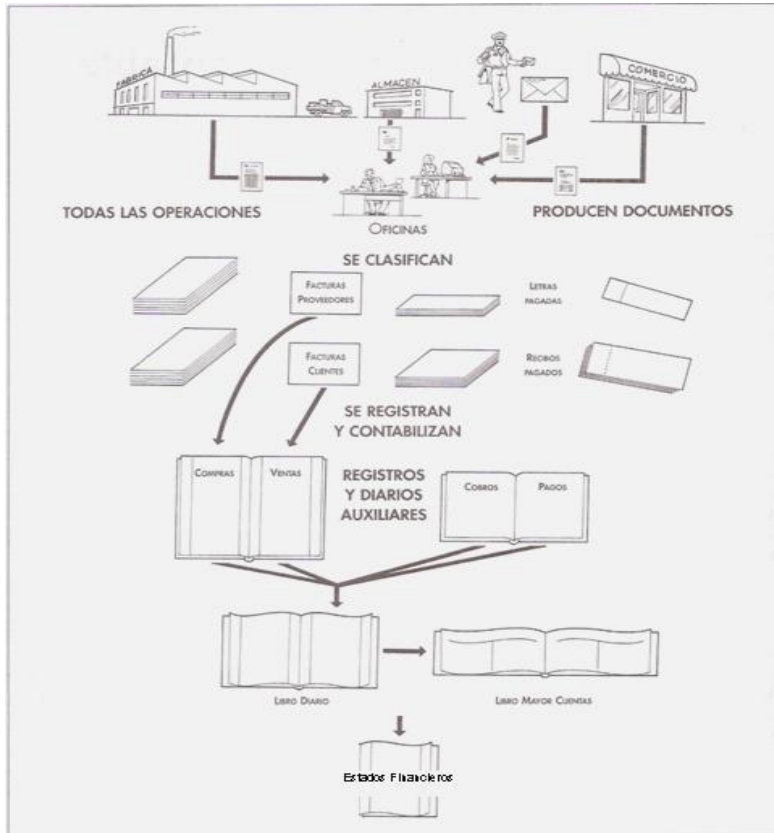 FABRICA
ALMACEN
COMERCIO
TODAS LAS OPERACIONES
PRODUCEN DOCUMENTOS
OFICINAS
SE CLASIFICAN
FACTURAS
PROVEEDORES
LETRAS
PAGADAS
FACTURAS
CLIENTES
RECIBOS
PAGADOS
SE REGISTRAN
Y CONTABILIZAN
COMPRAS
VENTAS
REGISTROS
Y DIARIOS
AUXILIARES
COBROS
PAGOS
LIBRO DIARIO
LIBRO MAYOR CUENTAS
Estados Financieros